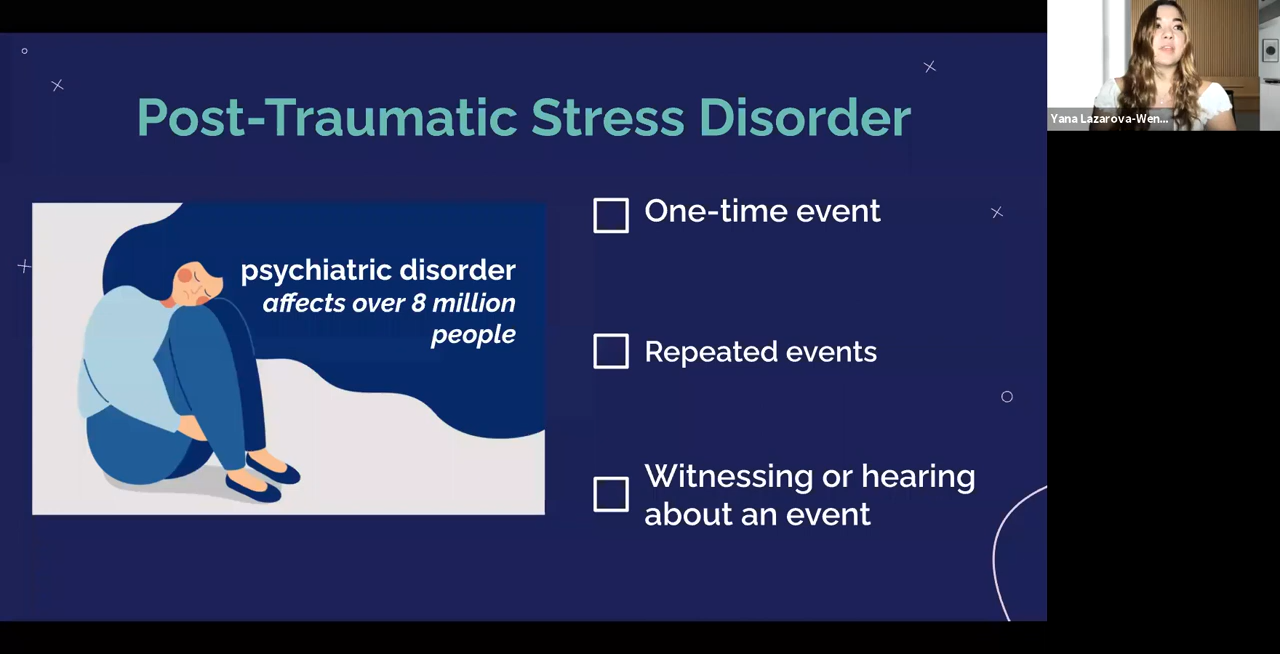 Post-Traumatic Stress Disorder
psychiatric disorder
affects over 8 million
people
One-time event
Repeated events
Witnessing or hearing
about an event
Yana Lazarova-Wen...